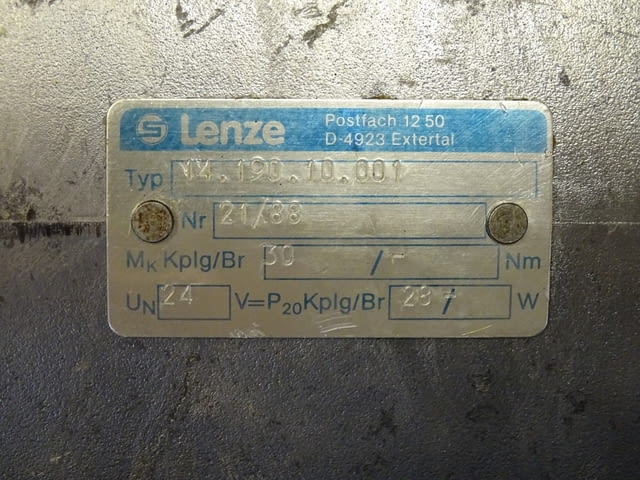 Lenze
Postfach 12 50
D-4923 Extertal
Typ 14.190.10.001
Nr 21/88
MK Kplg/Br 30 / - Nm
UN 24 V=P20Kplg/Br 28 / - W